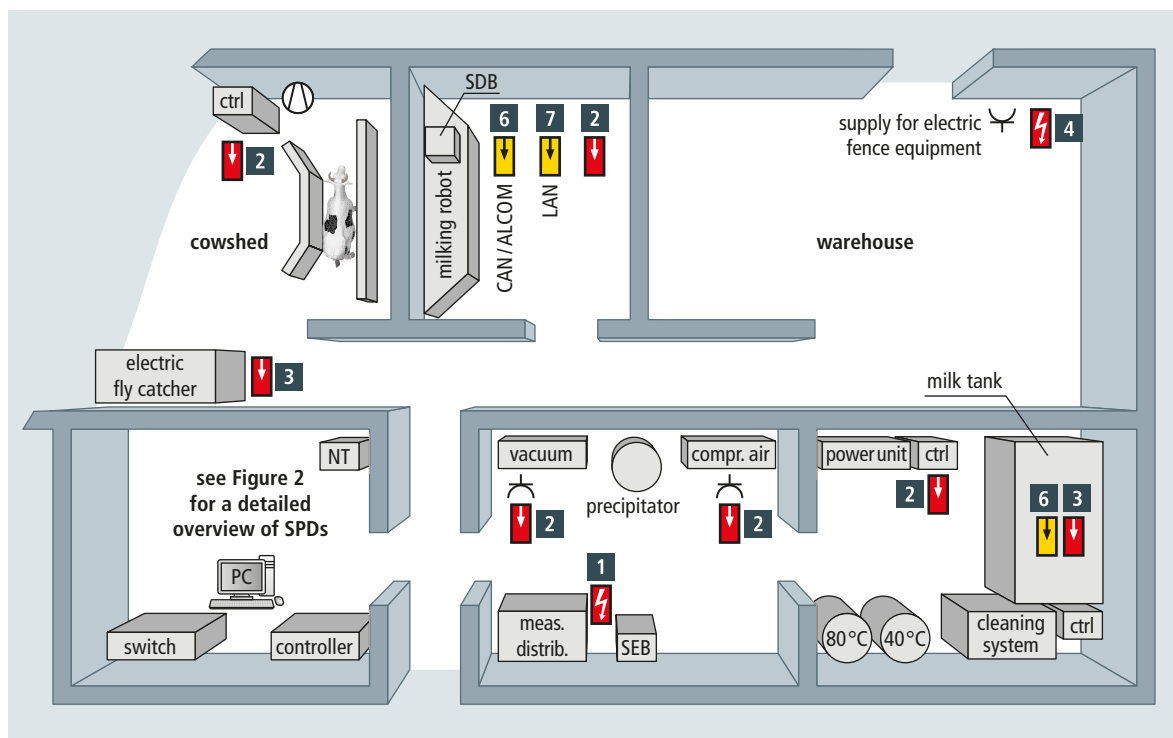 SDB
ctrl
6
7
2
supply for electric
fence equipment
4
2
milking robot
CAN/ALCOM
LAN
cowshed
warehouse
electric
fly catcher
3
milk tank
NT
vacuum
compr. air
power unit
ctrl
see Figure 2
for a detailed
overview of SPDs
precipitator
2
6
3
2
2
PC
1
meas.
distrib.
SEB
switch
controller
80°C
40°C
cleaning
system
ctrl